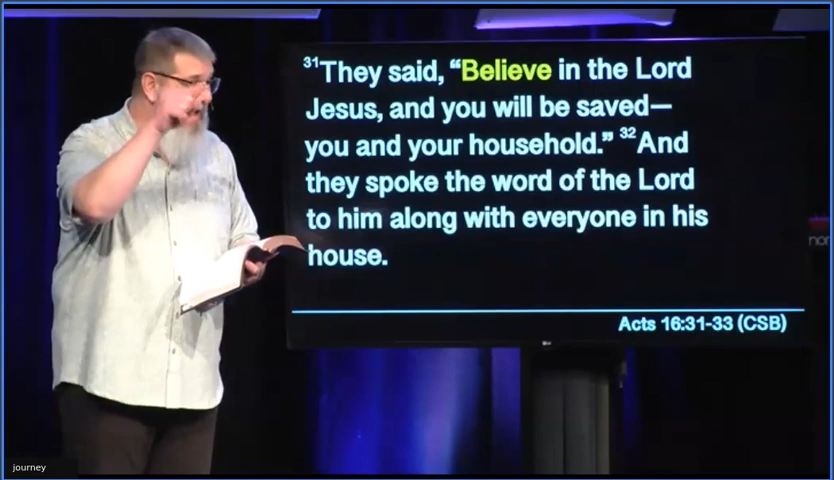 ³¹They said, “Believe in the Lord
Jesus, and you will be saved—
you and your household.” ³²And
they spoke the word of the Lord
to him along with everyone in his
house.
Acts 16:31-33 (CSB)
LG
journey